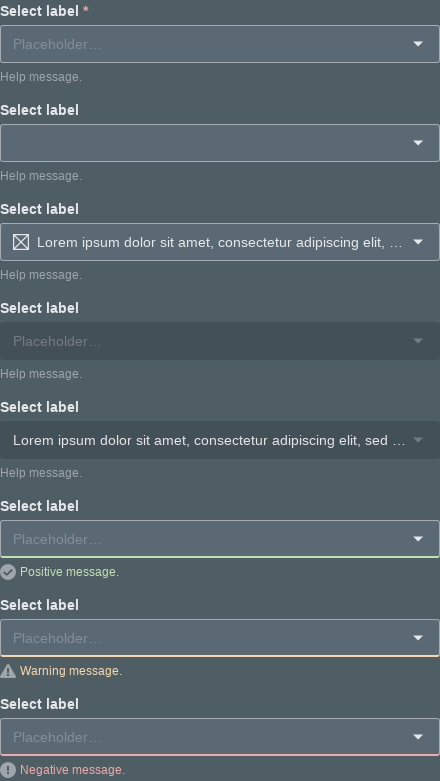 Select label *
Placeholder…
Help message.
Select label
Help message.
Select label
Lorem ipsum dolor sit amet, consectetur adipiscing elit, …
Help message.
Select label
Placeholder…
Help message.
Select label
Lorem ipsum dolor sit amet, consectetur adipiscing elit, sed …
Help message.
Select label
Placeholder…
Positive message.
Select label
Placeholder…
Warning message.
Select label
Placeholder…
Negative message.